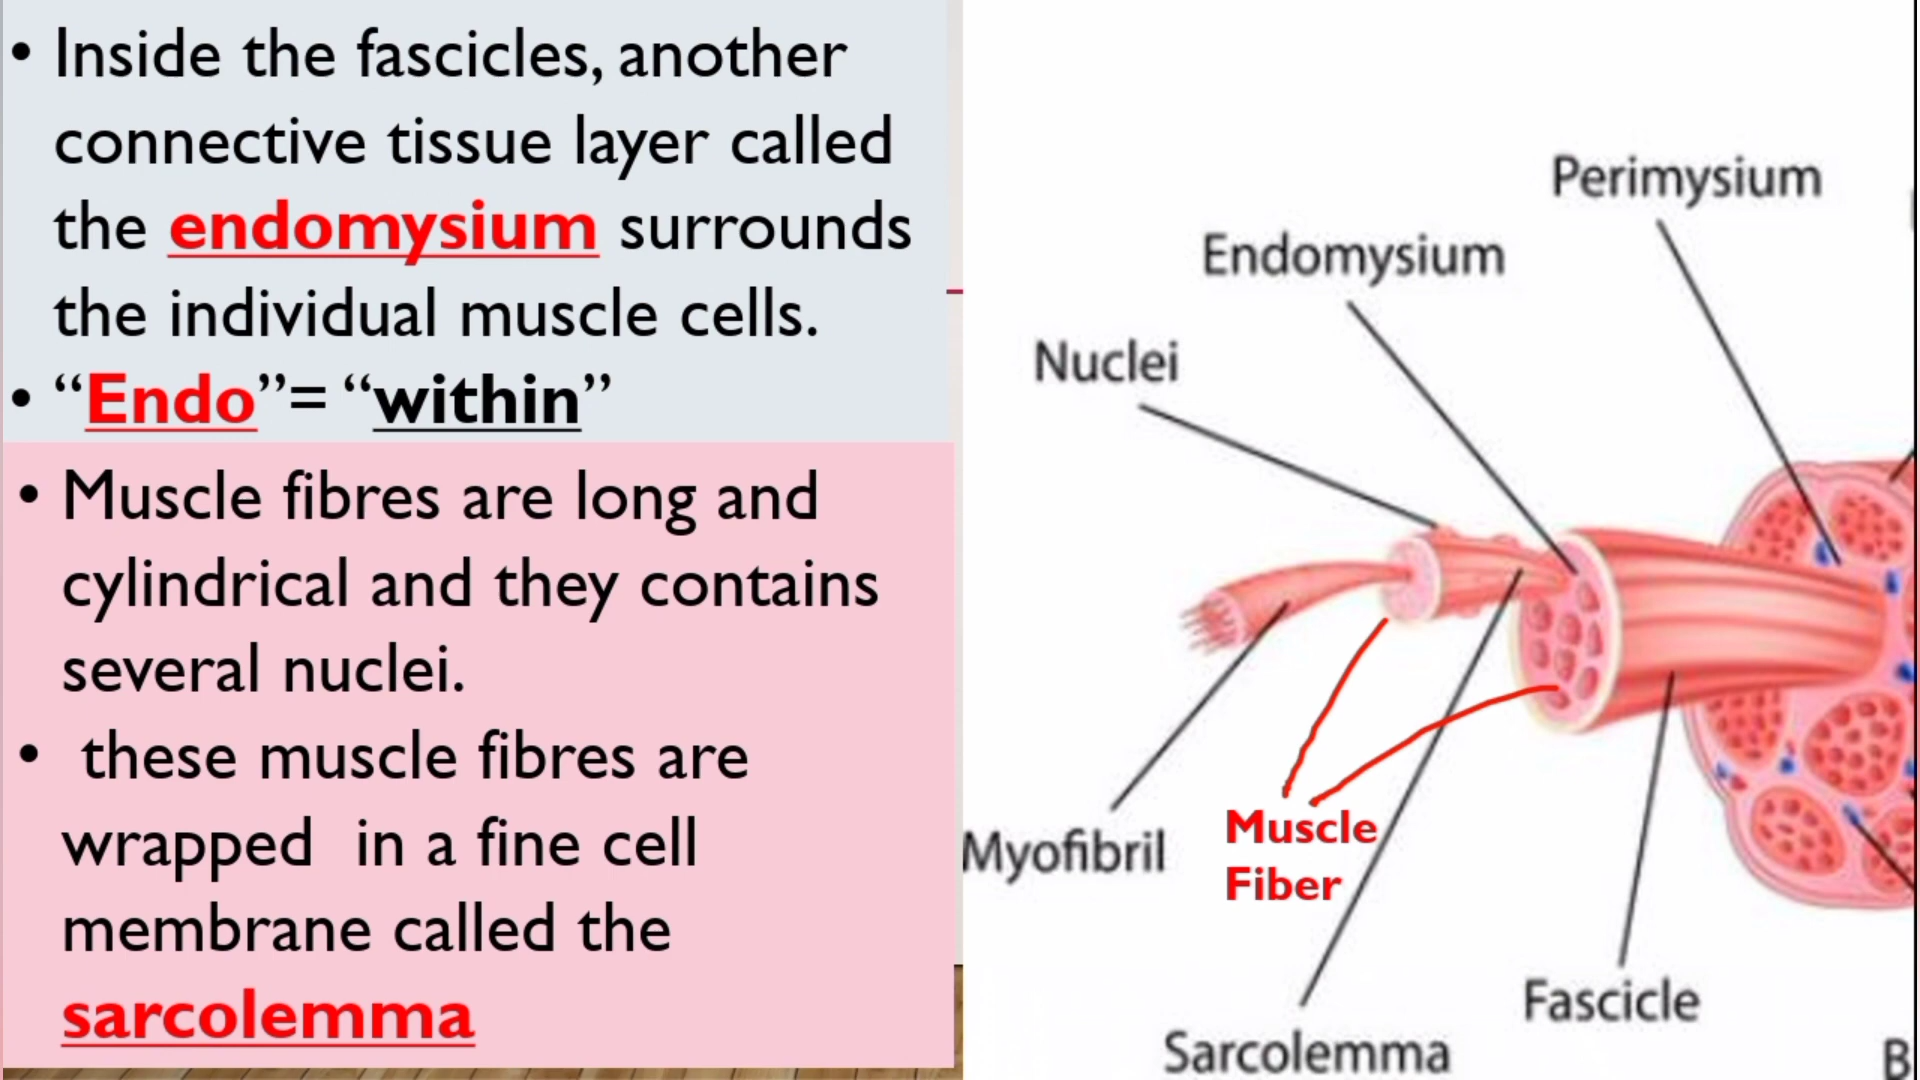 • Inside the fascicles, another
connective tissue layer called
the endomysium surrounds
the individual muscle cells.
• “Endo”= “within”
• Muscle fibres are long and
cylindrical and they contains
several nuclei.
• these muscle fibres are
wrapped in a fine cell
membrane called the
sarcolemma
Perimysium
Endomysium
Nuclei
Myofibril
Muscle
Fiber
Fascicle
Sarcolemma
B